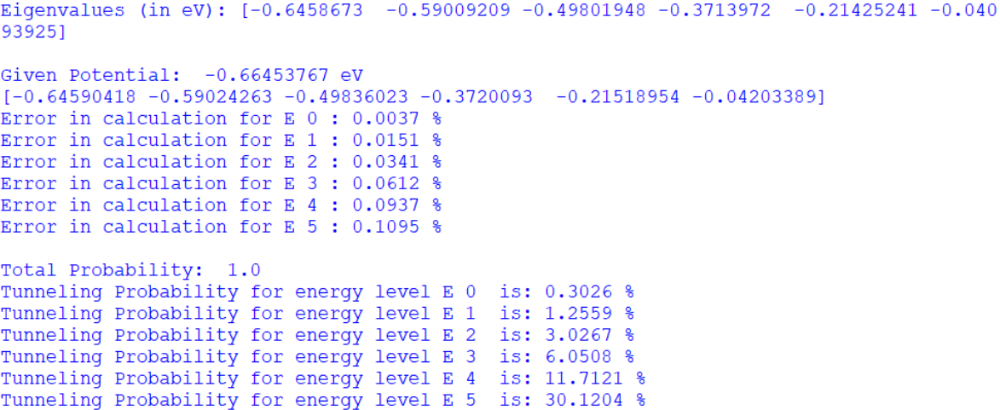 Eigenvalues (in eV): [-0.6458673  -0.59009209 -0.49801948 -0.3713972  -0.21425241 -0.040
93925]
Given Potential:  -0.66453767 eV
[-0.64590418 -0.59024263 -0.49836023 -0.3720093  -0.21518954 -0.04203389]
Error in calculation for E 0 : 0.0037 %
Error in calculation for E 1 : 0.0151 %
Error in calculation for E 2 : 0.0341 %
Error in calculation for E 3 : 0.0612 %
Error in calculation for E 4 : 0.0937 %
Error in calculation for E 5 : 0.1095 %
Total Probability:  1.0
Tunneling Probability for energy level E 0  is: 0.3026 %
Tunneling Probability for energy level E 1  is: 1.2559 %
Tunneling Probability for energy level E 2  is: 3.0267 %
Tunneling Probability for energy level E 3  is: 6.0508 %
Tunneling Probability for energy level E 4  is: 11.7121 %
Tunneling Probability for energy level E 5  is: 30.1204 %